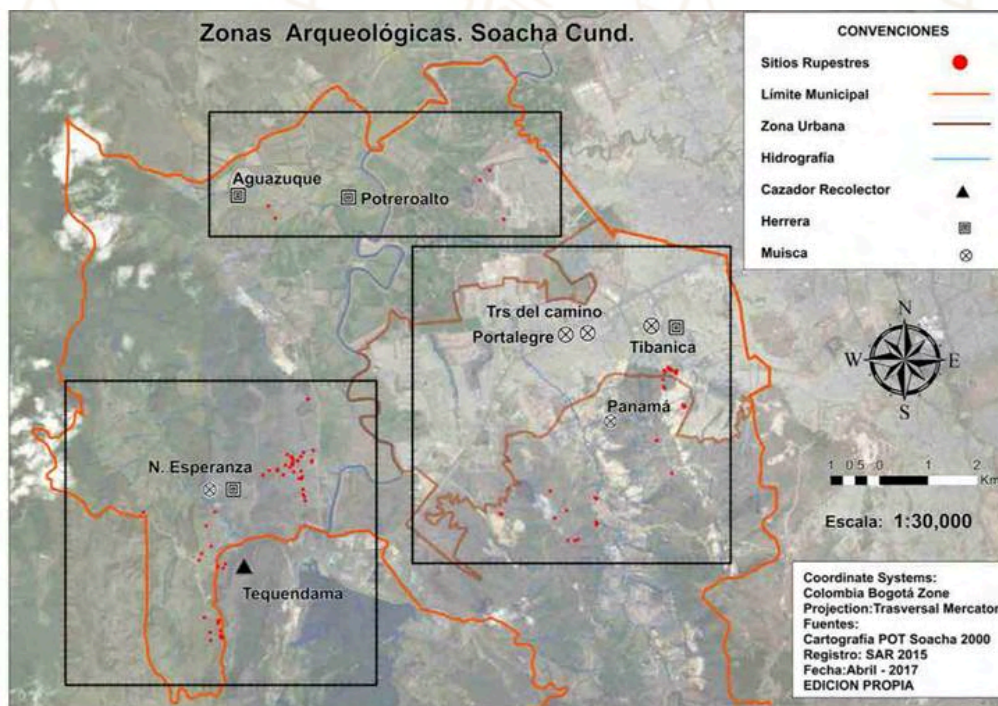 Zonas Arqueológicas. Soacha Cund.
CONVENCIONES
Sitios Rupestres
Límite Municipal
Zona Urbana
Hidrografía
Cazador Recolector
Herrera
Muisca
Aguazuque
Potreroalto
Trs del camino
Portalegre
Tibanica
Panamá
N. Esperanza
Tequendama
N
W E
S
1 0 5 0 1 2
Km
Escala: 1:30,000
Coordinate Systems:
Colombia Bogotá Zone
Projection:Trasversal Mercator
Fuentes:
Cartografia POT Soacha 2000
Registro: SAR 2015
Fecha:Abril - 2017
EDICION PROPIA